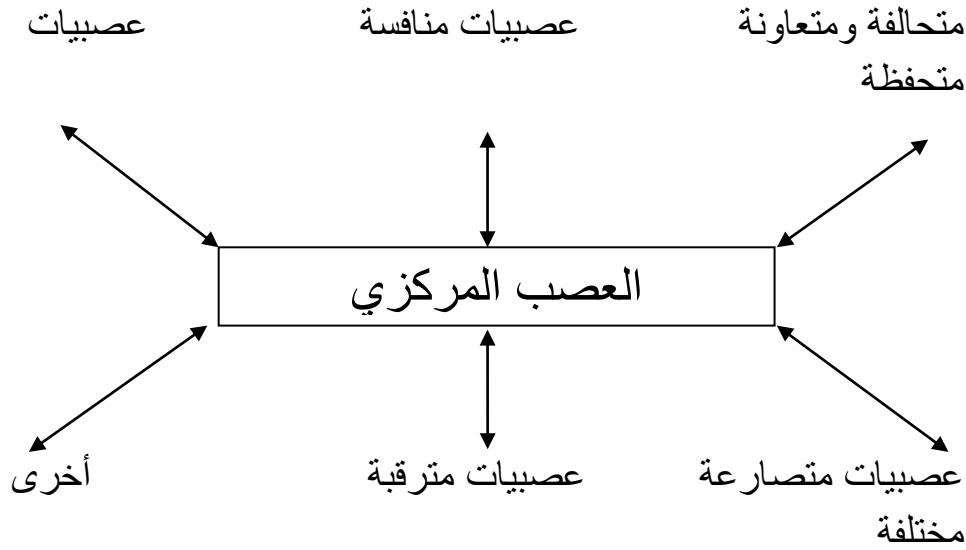 متحالفة ومتعاونة عصبيات منافسة عصبيات
متحفظة
العصب المركزي
عصبيات متصارعة عصبيات مترقبة أخرى
مختلفة